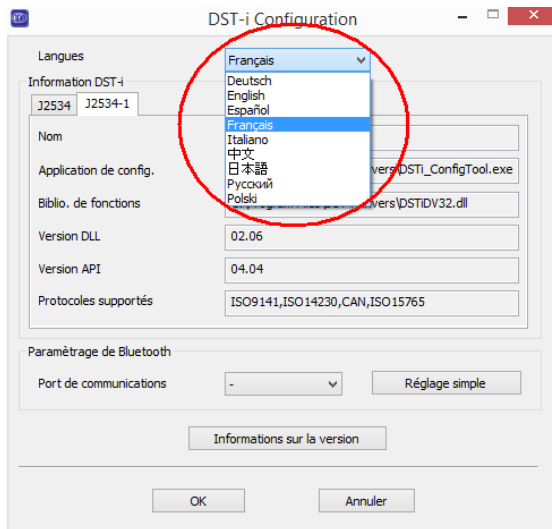 DST-i Configuration
Langues
Français
Deutsch
English
Español
Français
Italiano
中文
日本語
Русский
Polski
Information DST-i
J2534 J2534-1
Nom
Application de config.
vers\DSTi_ConfigTool.exe
Biblio. de fonctions
vers\DSTiDV32.dll
Version DLL 02.06
Version API 04.04
Protocoles supportés ISO9141,ISO14230,CAN,ISO15765
Paramètrage de Bluetooth
Port de communications - Réglage simple
Informations sur la version
OK Annuler